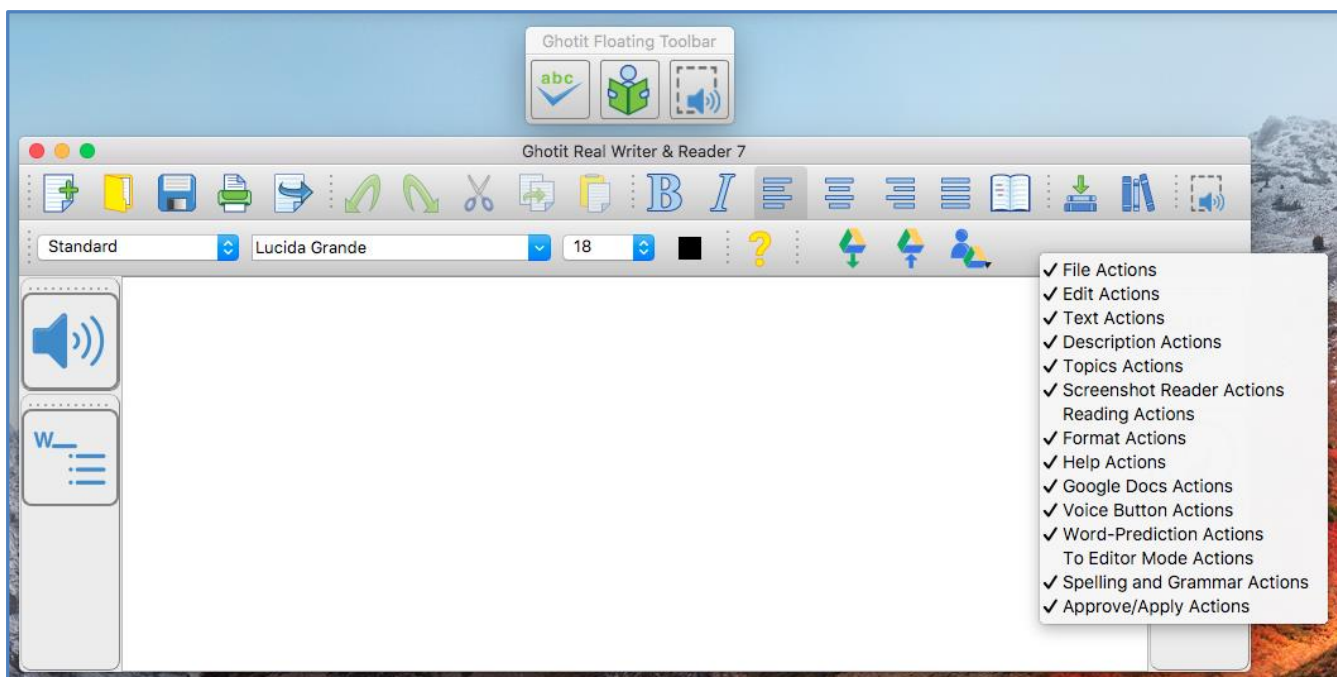 Ghotit Floating Toolbar
abc
Ghotit Real Writer & Reader 7
B I
Standard Lucida Grande 18 ?
W
✓ File Actions
✓ Edit Actions
✓ Text Actions
✓ Description Actions
✓ Topics Actions
✓ Screenshot Reader Actions
Reading Actions
✓ Format Actions
✓ Help Actions
✓ Google Docs Actions
✓ Voice Button Actions
✓ Word-Prediction Actions
To Editor Mode Actions
✓ Spelling and Grammar Actions
✓ Approve/Apply Actions